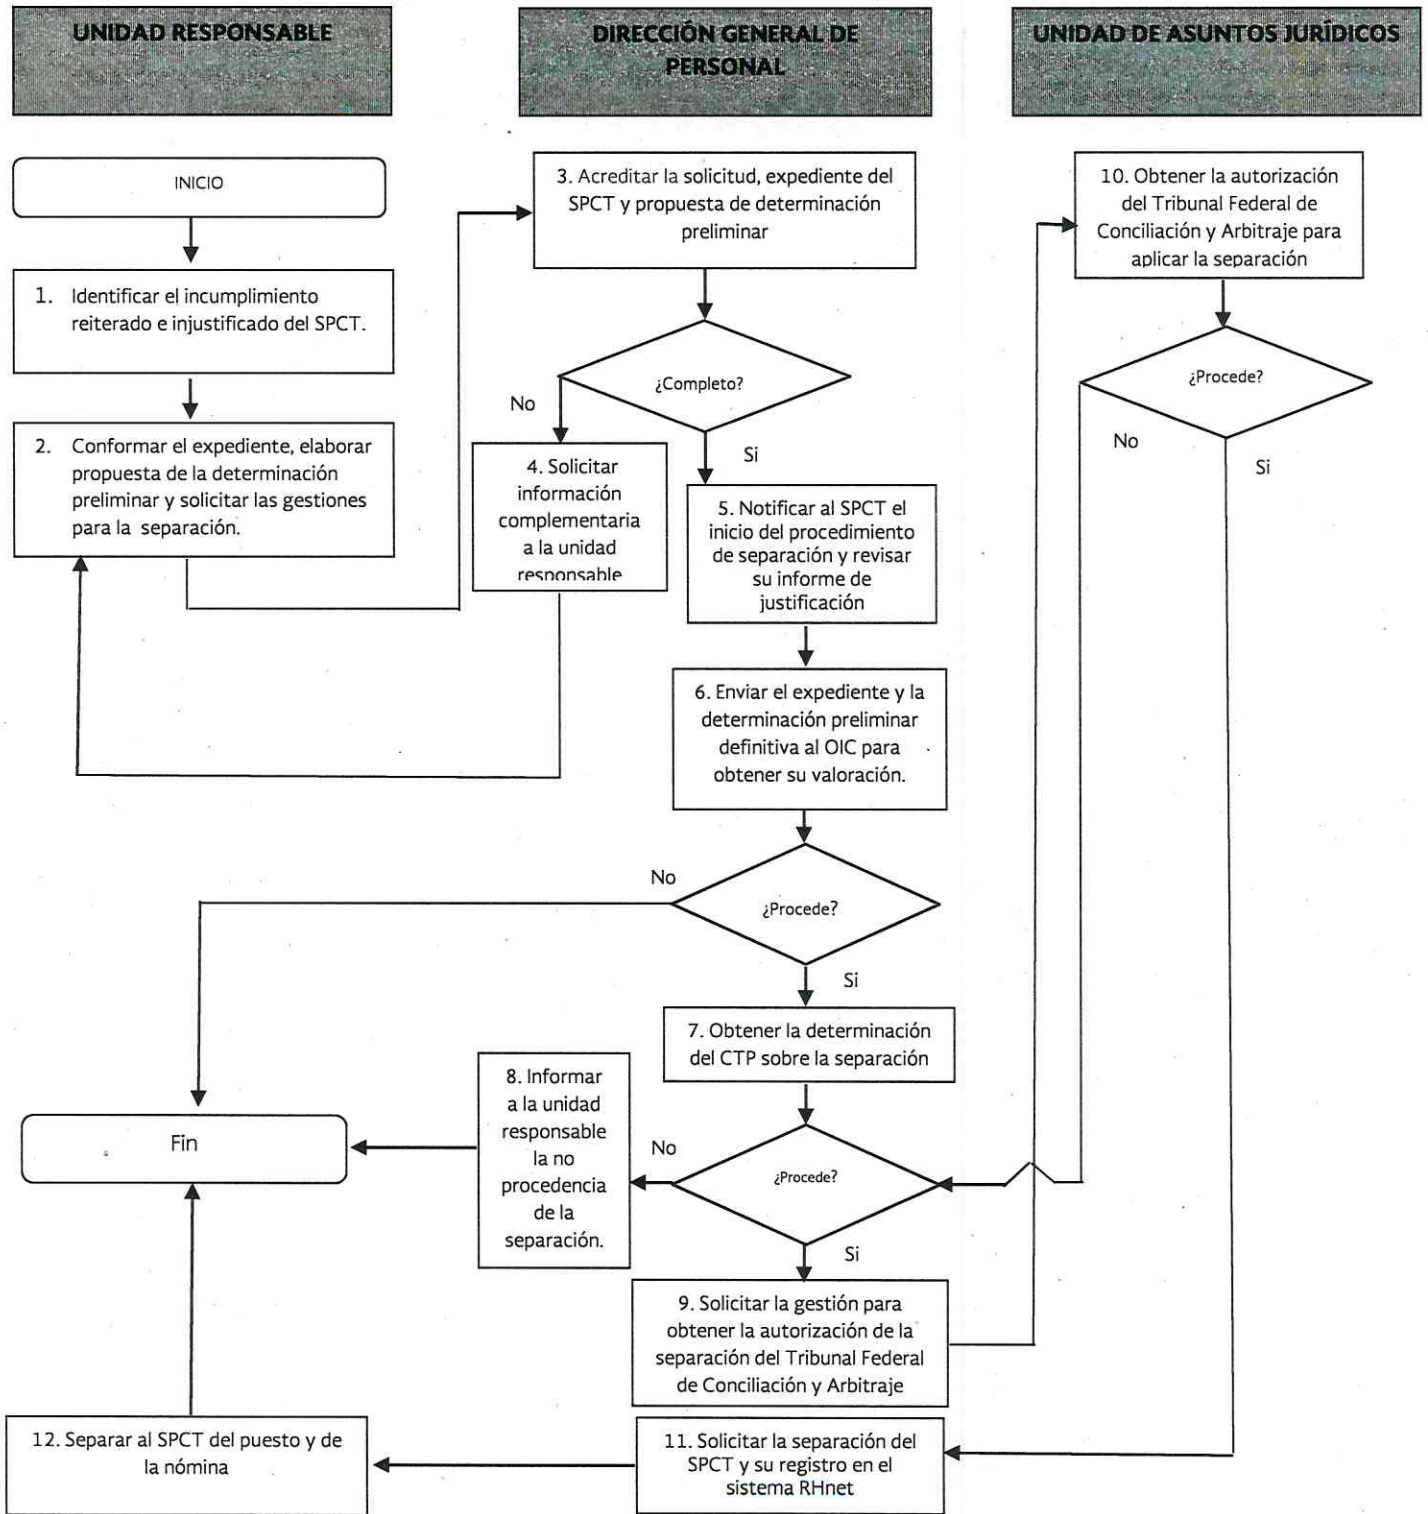 UNIDAD RESPONSABLE
DIRECCIÓN GENERAL DE
PERSONAL
UNIDAD DE ASUNTOS JURÍDICOS
INICIO
1. Identificar el incumplimiento
reiterado e injustificado del SPCT.
2. Conformar el expediente, elaborar
propuesta de la determinación
preliminar y solicitar las gestiones
para la separación.
3. Acreditar la solicitud, expediente del
SPCT y propuesta de determinación
preliminar
¿Completo?
No
Si
4. Solicitar
información
complementaria
a la unidad
responsable
5. Notificar al SPCT el
inicio del procedimiento
de separación y revisar
su informe de
justificación
6. Enviar el expediente y la
determinación preliminar
definitiva al OIC para
obtener su valoración.
¿Procede?
No
Si
7. Obtener la determinación
del CTP sobre la separación
¿Procede?
No
Si
8. Informar
a la unidad
responsable
la no
procedencia
de la
separación.
Fin
9. Solicitar la gestión para
obtener la autorización de la
separación del Tribunal Federal
de Conciliación y Arbitraje
10. Obtener la autorización
del Tribunal Federal de
Conciliación y Arbitraje para
aplicar la separación
¿Procede?
No
Si
11. Solicitar la separación del
SPCT y su registro en el
sistema RHnet
12. Separar al SPCT del puesto y de
la nómina